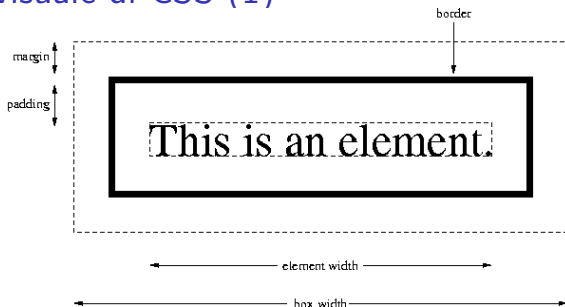 visuale di CSS (1)
border
margin
padding
This is an element.
element width
box width